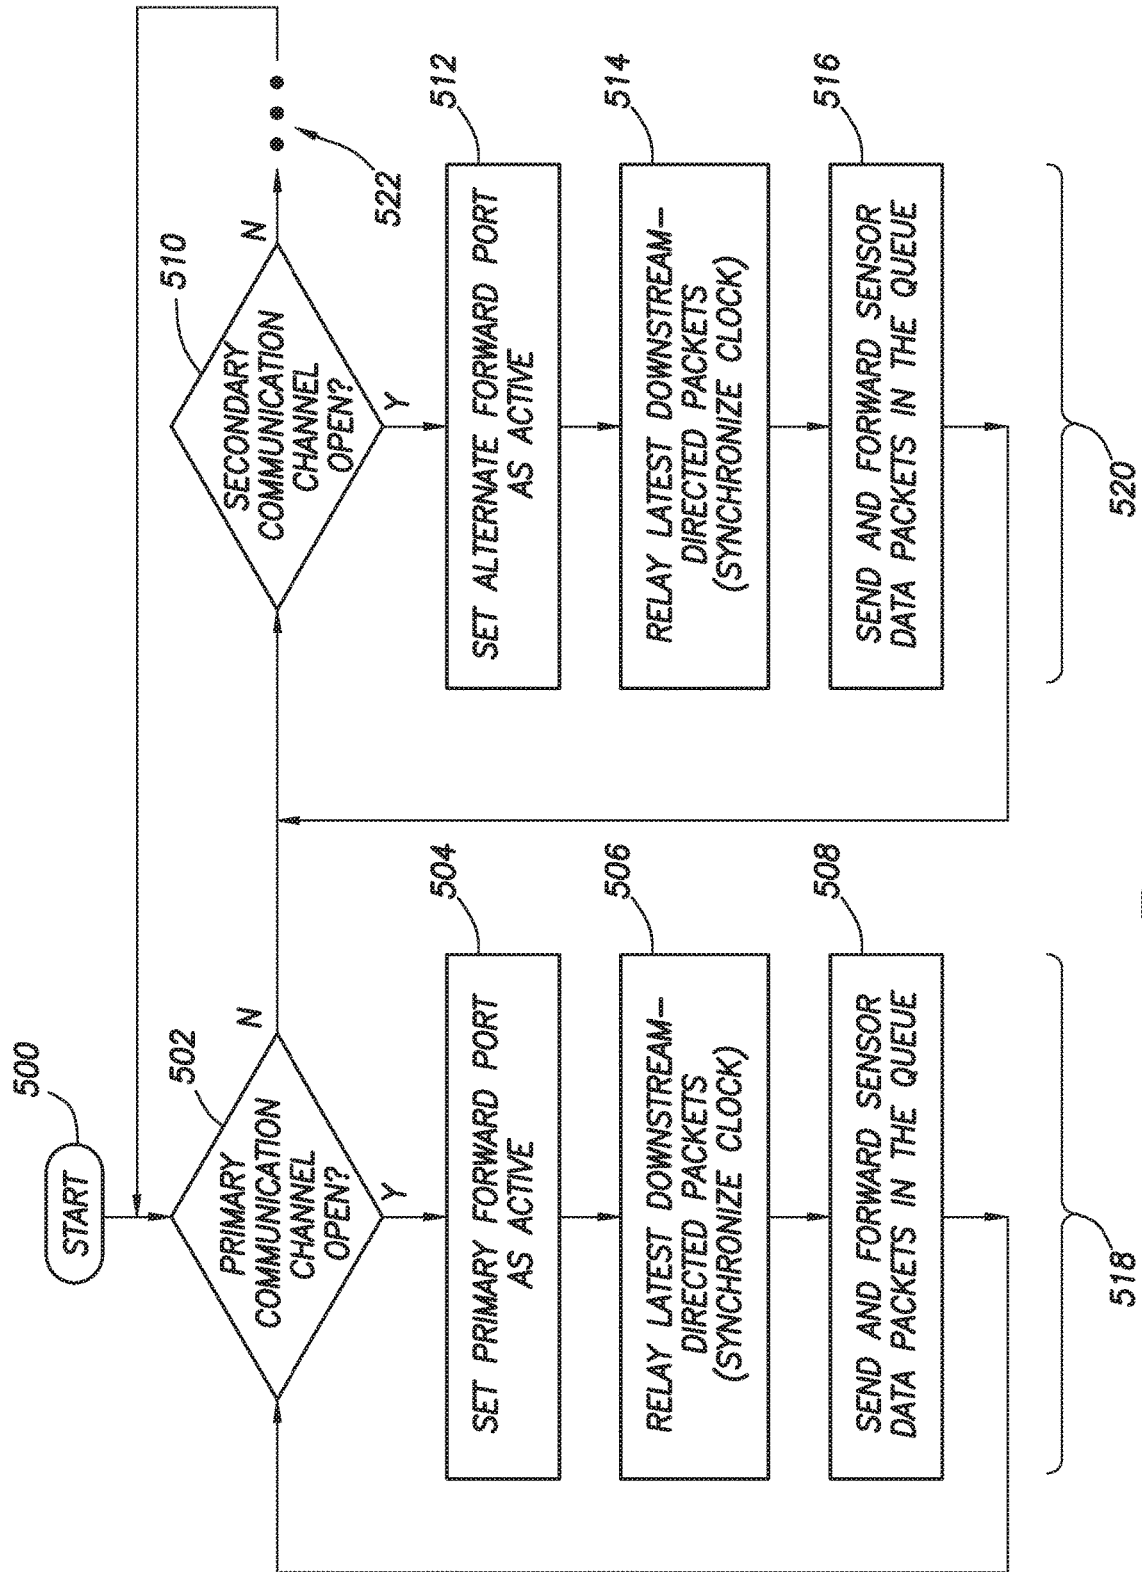 500
START
502
PRIMARY
COMMUNICATION
CHANNEL
OPEN?
N
Y
504
SET PRIMARY FORWARD PORT
AS ACTIVE
506
RELAY LATEST DOWNSTREAM-
DIRECTED PACKETS
(SYNCHRONIZE CLOCK)
508
SEND AND FORWARD SENSOR
DATA PACKETS IN THE QUEUE
518
510
SECONDARY
COMMUNICATION
CHANNEL
OPEN?
N
522
Y
512
SET ALTERNATE FORWARD PORT
AS ACTIVE
514
RELAY LATEST DOWNSTREAM-
DIRECTED PACKETS
(SYNCHRONIZE CLOCK)
516
SEND AND FORWARD SENSOR
DATA PACKETS IN THE QUEUE
520